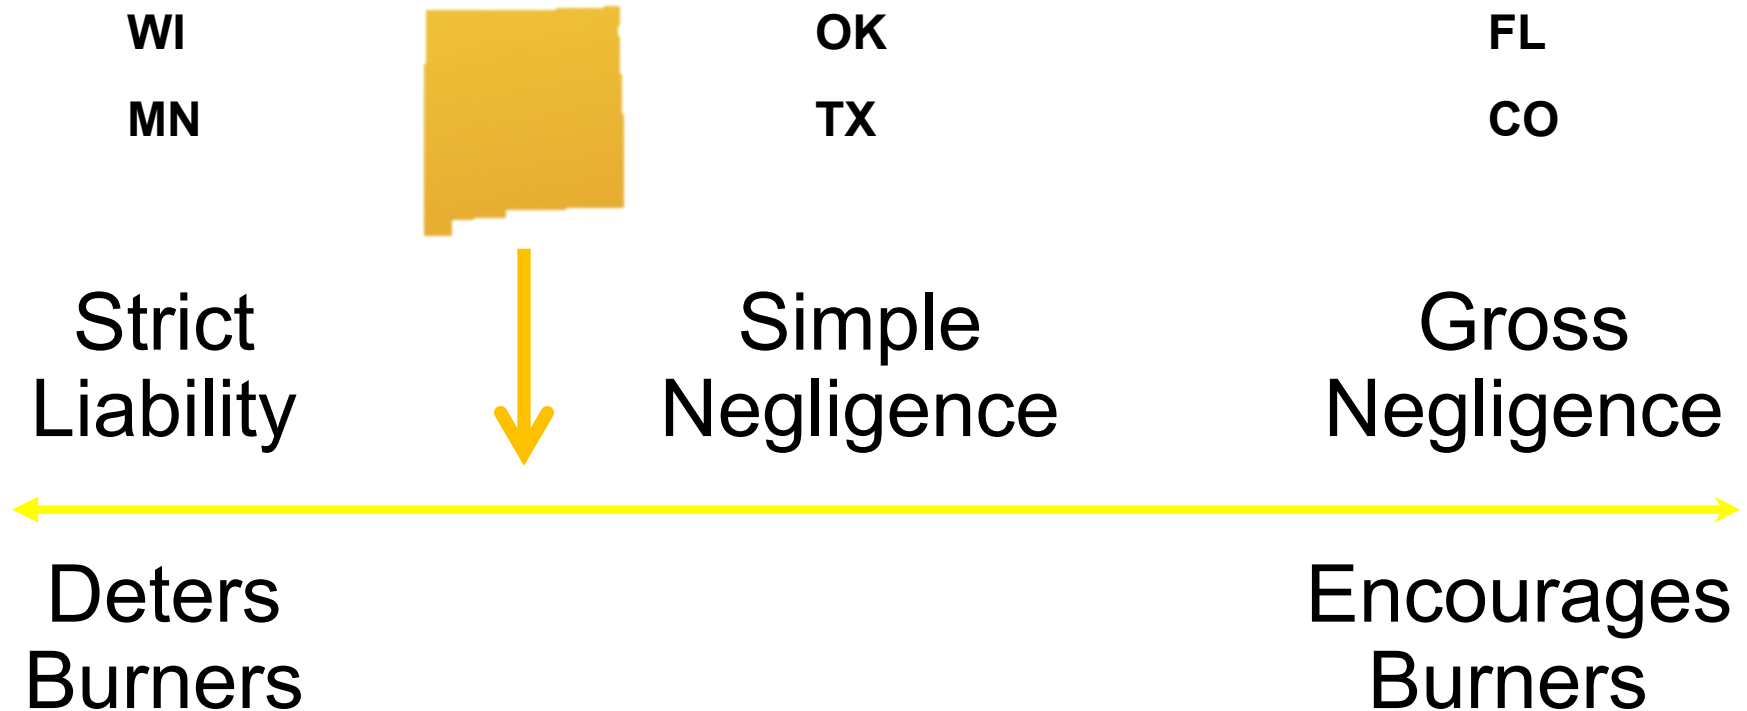 WI
OK
FL
MN
TX
CO
Strict
Liability
Simple
Negligence
Gross
Negligence
Deters
Burners
Encourages
Burners